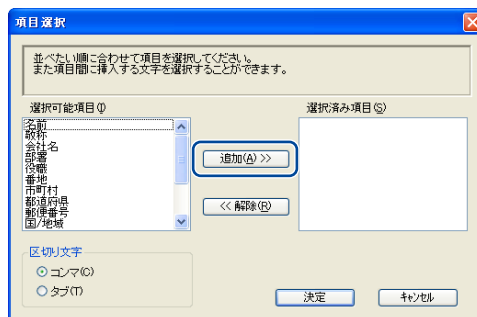 項目選択
並べたい順に合わせて項目を選択してください。
また項目間に挿入する文字を選択することができます。
選択可能項目(I)
選択済み項目(S)
名前
敬称
会社名
部署
役職
番地
市町村
都道府県
郵便番号
国/地域
追加(A) >>
<< 解除(R)
区切り文字
コンマ(C)
タブ(T)
決定
キャンセル